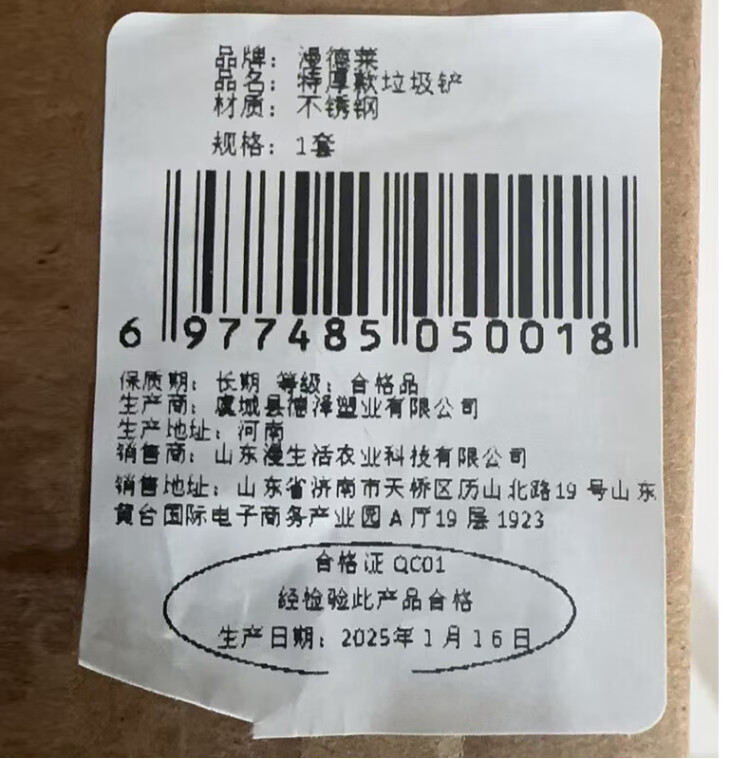 品牌：漫德莱
品名：特厚款垃圾铲
材质：不锈钢
规格：1套
6 977485 050018
保质期：长期 等级：合格品
生产商：虞城县德泽塑业有限公司
生产地址：河南
销售商：山东漫生活农业科技有限公司
销售地址：山东省济南市天桥区历山北路19 号山东
黄台国际电子商务产业园A 厅19 层 1923
合格证 QC01
经检验此产品合格
生产日期：2025年1月16日